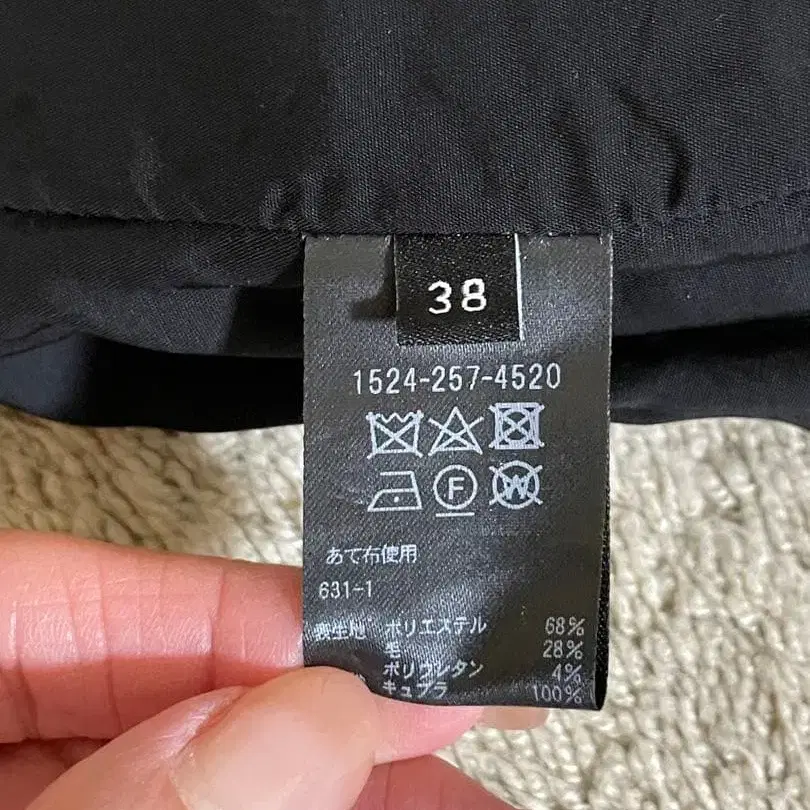 38
1524-257-4520
F W
あて布使用
631-1
表生地 ポリエステル 68%
毛 28%
ポリウレタン 4%
キュプラ 100%